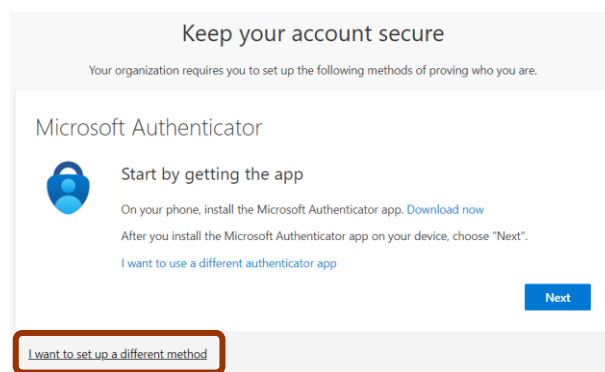 Keep your account secure
Your organization requires you to set up the following methods of proving who you are.
Microsoft Authenticator
Start by getting the app
On your phone, install the Microsoft Authenticator app. Download now
After you install the Microsoft Authenticator app on your device, choose "Next".
I want to use a different authenticator app
Next
I want to set up a different method